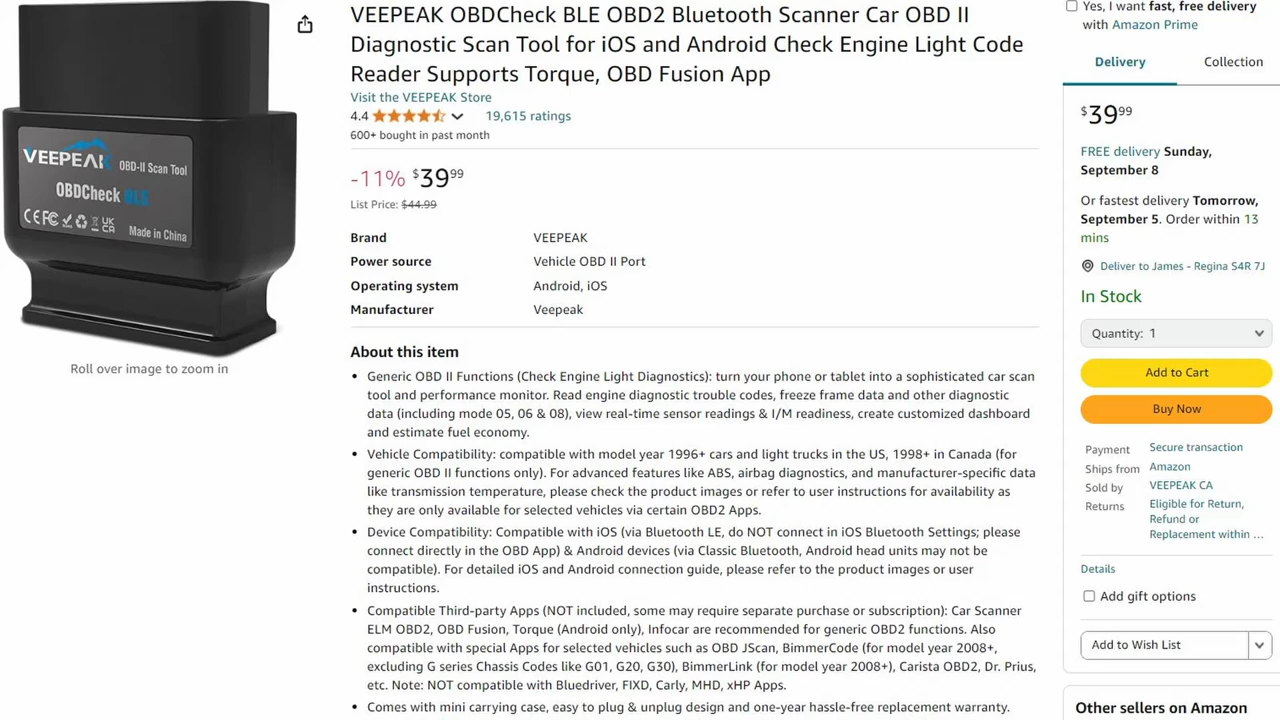 VEEPEAK OBDCheck BLE OBD2 Bluetooth Scanner Car OBD II
Diagnostic Scan Tool for iOS and Android Check Engine Light Code
Reader Supports Torque, OBD Fusion App
Visit the VEEPEAK Store
4.4
19,615 ratings
600+ bought in past month
-11% $39⁹⁹
List Price: $44.99
Brand VEEPEAK
Power source Vehicle OBD II Port
Operating system Android, iOS
Manufacturer Veepeak
About this item
• Generic OBD II Functions (Check Engine Light Diagnostics): turn your phone or tablet into a sophisticated car scan
tool and performance monitor. Read engine diagnostic trouble codes, freeze frame data and other diagnostic
data (including mode 05, 06 & 08), view real-time sensor readings & I/M readiness, create customized dashboard
and estimate fuel economy.
• Vehicle Compatibility: compatible with model year 1996+ cars and light trucks in the US, 1998+ in Canada (for
generic OBD II functions only). For advanced features like ABS, airbag diagnostics, and manufacturer-specific data
like transmission temperature, please check the product images or refer to user instructions for availability as
they are only available for selected vehicles via certain OBD2 Apps.
• Device Compatibility: Compatible with iOS (via Bluetooth LE, do NOT connect in iOS Bluetooth Settings; please
connect directly in the OBD App) & Android devices (via Classic Bluetooth, Android head units may not be
compatible). For detailed iOS and Android connection guide, please refer to the product images or user
instructions.
• Compatible Third-party Apps (NOT included, some may require separate purchase or subscription): Car Scanner
ELM OBD2, OBD Fusion, Torque (Android only), Infocar are recommended for generic OBD2 functions. Also
compatible with special Apps for selected vehicles such as OBD JScan, BimmerCode (for model year 2008+,
excluding G series Chassis Codes like G01, G20, G30), BimmerLink (for model year 2008+), Carista OBD2, Dr. Prius,
etc. Note: NOT compatible with Bluedriver, FIXD, Carly, MHD, xHP Apps.
• Comes with mini carrying case, easy to plug & unplug design and one-year hassle-free replacement warranty.
VEEPEAK OBD-II Scan Tool
OBDCheck BLE
CE FC UK CA Made in China
Roll over image to zoom in
Yes, I want fast, free delivery
with Amazon Prime
Delivery Collection
$39⁹⁹
FREE delivery Sunday,
September 8
Or fastest delivery Tomorrow,
September 5. Order within 13
mins
Deliver to James - Regina S4R 7J
In Stock
Quantity: 1
Add to Cart
Buy Now
Payment Secure transaction
Ships from Amazon
Sold by VEEPEAK CA
Returns Eligible for Return,
Refund or
Replacement within …
Details
Add gift options
Add to Wish List
Other sellers on Amazon